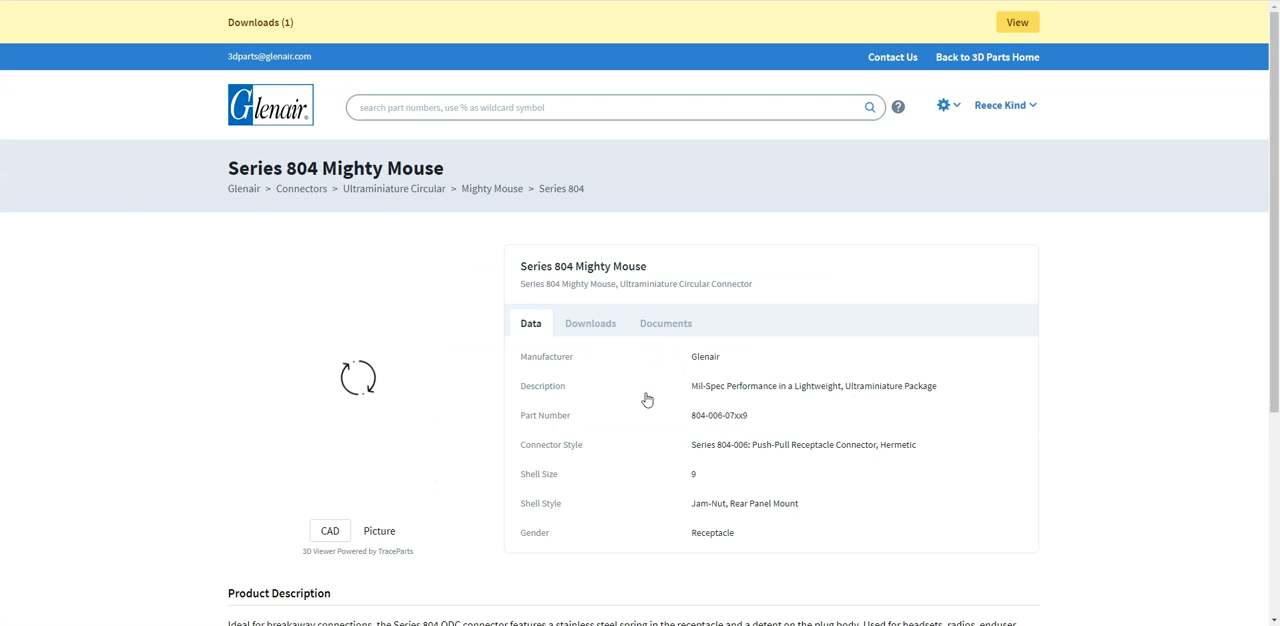 Downloads (1)
View
3dparts@glenair.com
Contact Us
Back to 3D Parts Home
Glenair®
search part numbers, use % as wildcard symbol
?
Reece Kind
Series 804 Mighty Mouse
Glenair > Connectors > Ultraminiature Circular > Mighty Mouse > Series 804
Series 804 Mighty Mouse
Series 804 Mighty Mouse, Ultraminiature Circular Connector
Data Downloads Documents
Manufacturer Glenair
Description Mil-Spec Performance in a Lightweight, Ultraminiature Package
Part Number 804-006-07xx9
Connector Style Series 804-006: Push-Pull Receptacle Connector, Hermetic
Shell Size 9
Shell Style Jam-Nut, Rear Panel Mount
Gender Receptacle
CAD Picture
3D Viewer Powered by TraceParts
Product Description
Ideal for breakaway connections, the Series 804 QDC connector features a stainless steel spring in the receptacle and a detent on the plug body. Used for headsets, radios, enduser